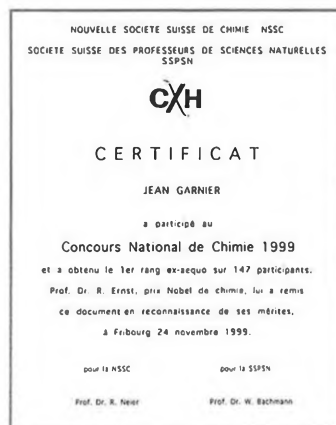 NOUVELLE SOCIETE SUISSE DE CHIMIE NSSC
SOCIETE SUISSE DES PROFESSEURS DE SCIENCES NATURELLES
SSPSN
CXH
CERTIFICAT
JEAN GARNIER
a participé au
Concours National de Chimie 1999
et a obtenu le 1er rang ex-aequo sur 147 participants.
Prof. Dr. R. Ernst, prix Nobel de chimie, lui a remis
ce document en reconnaissance de ses mérites,
à Fribourg 24 novembre 1999.
pour la NSSC pour la SSPSN
Prof. Dr. R. Neier Prof. Dr. W. Bachmann